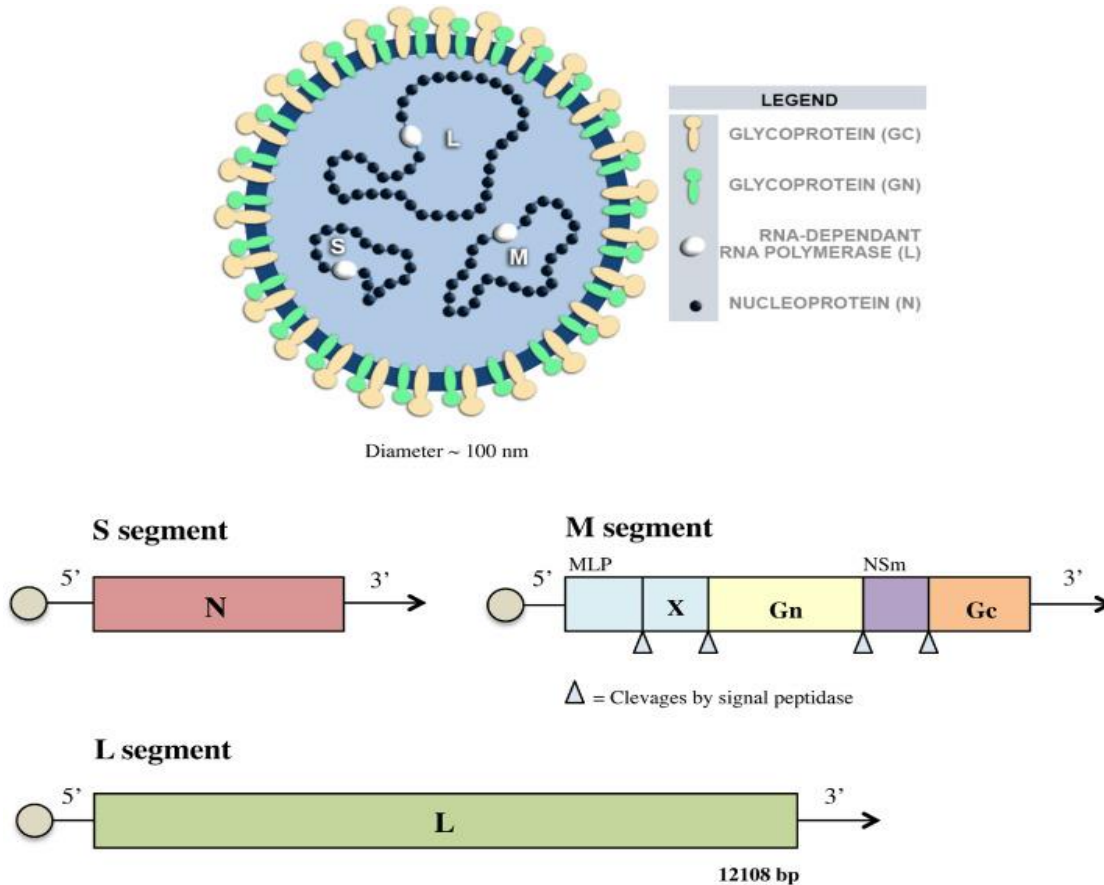 LEGEND
GLYCOPROTEIN (GC)
GLYCOPROTEIN (GN)
RNA-DEPENDANT
RNA POLYMERASE (L)
NUCLEOPROTEIN (N)
L
S
M
Diameter ~ 100 nm
S segment
5’
3’
N
M segment
5’
MLP
NSm
3’
X
Gn
Gc
= Clevages by signal peptidase
L segment
5’
3’
L
12108 bp